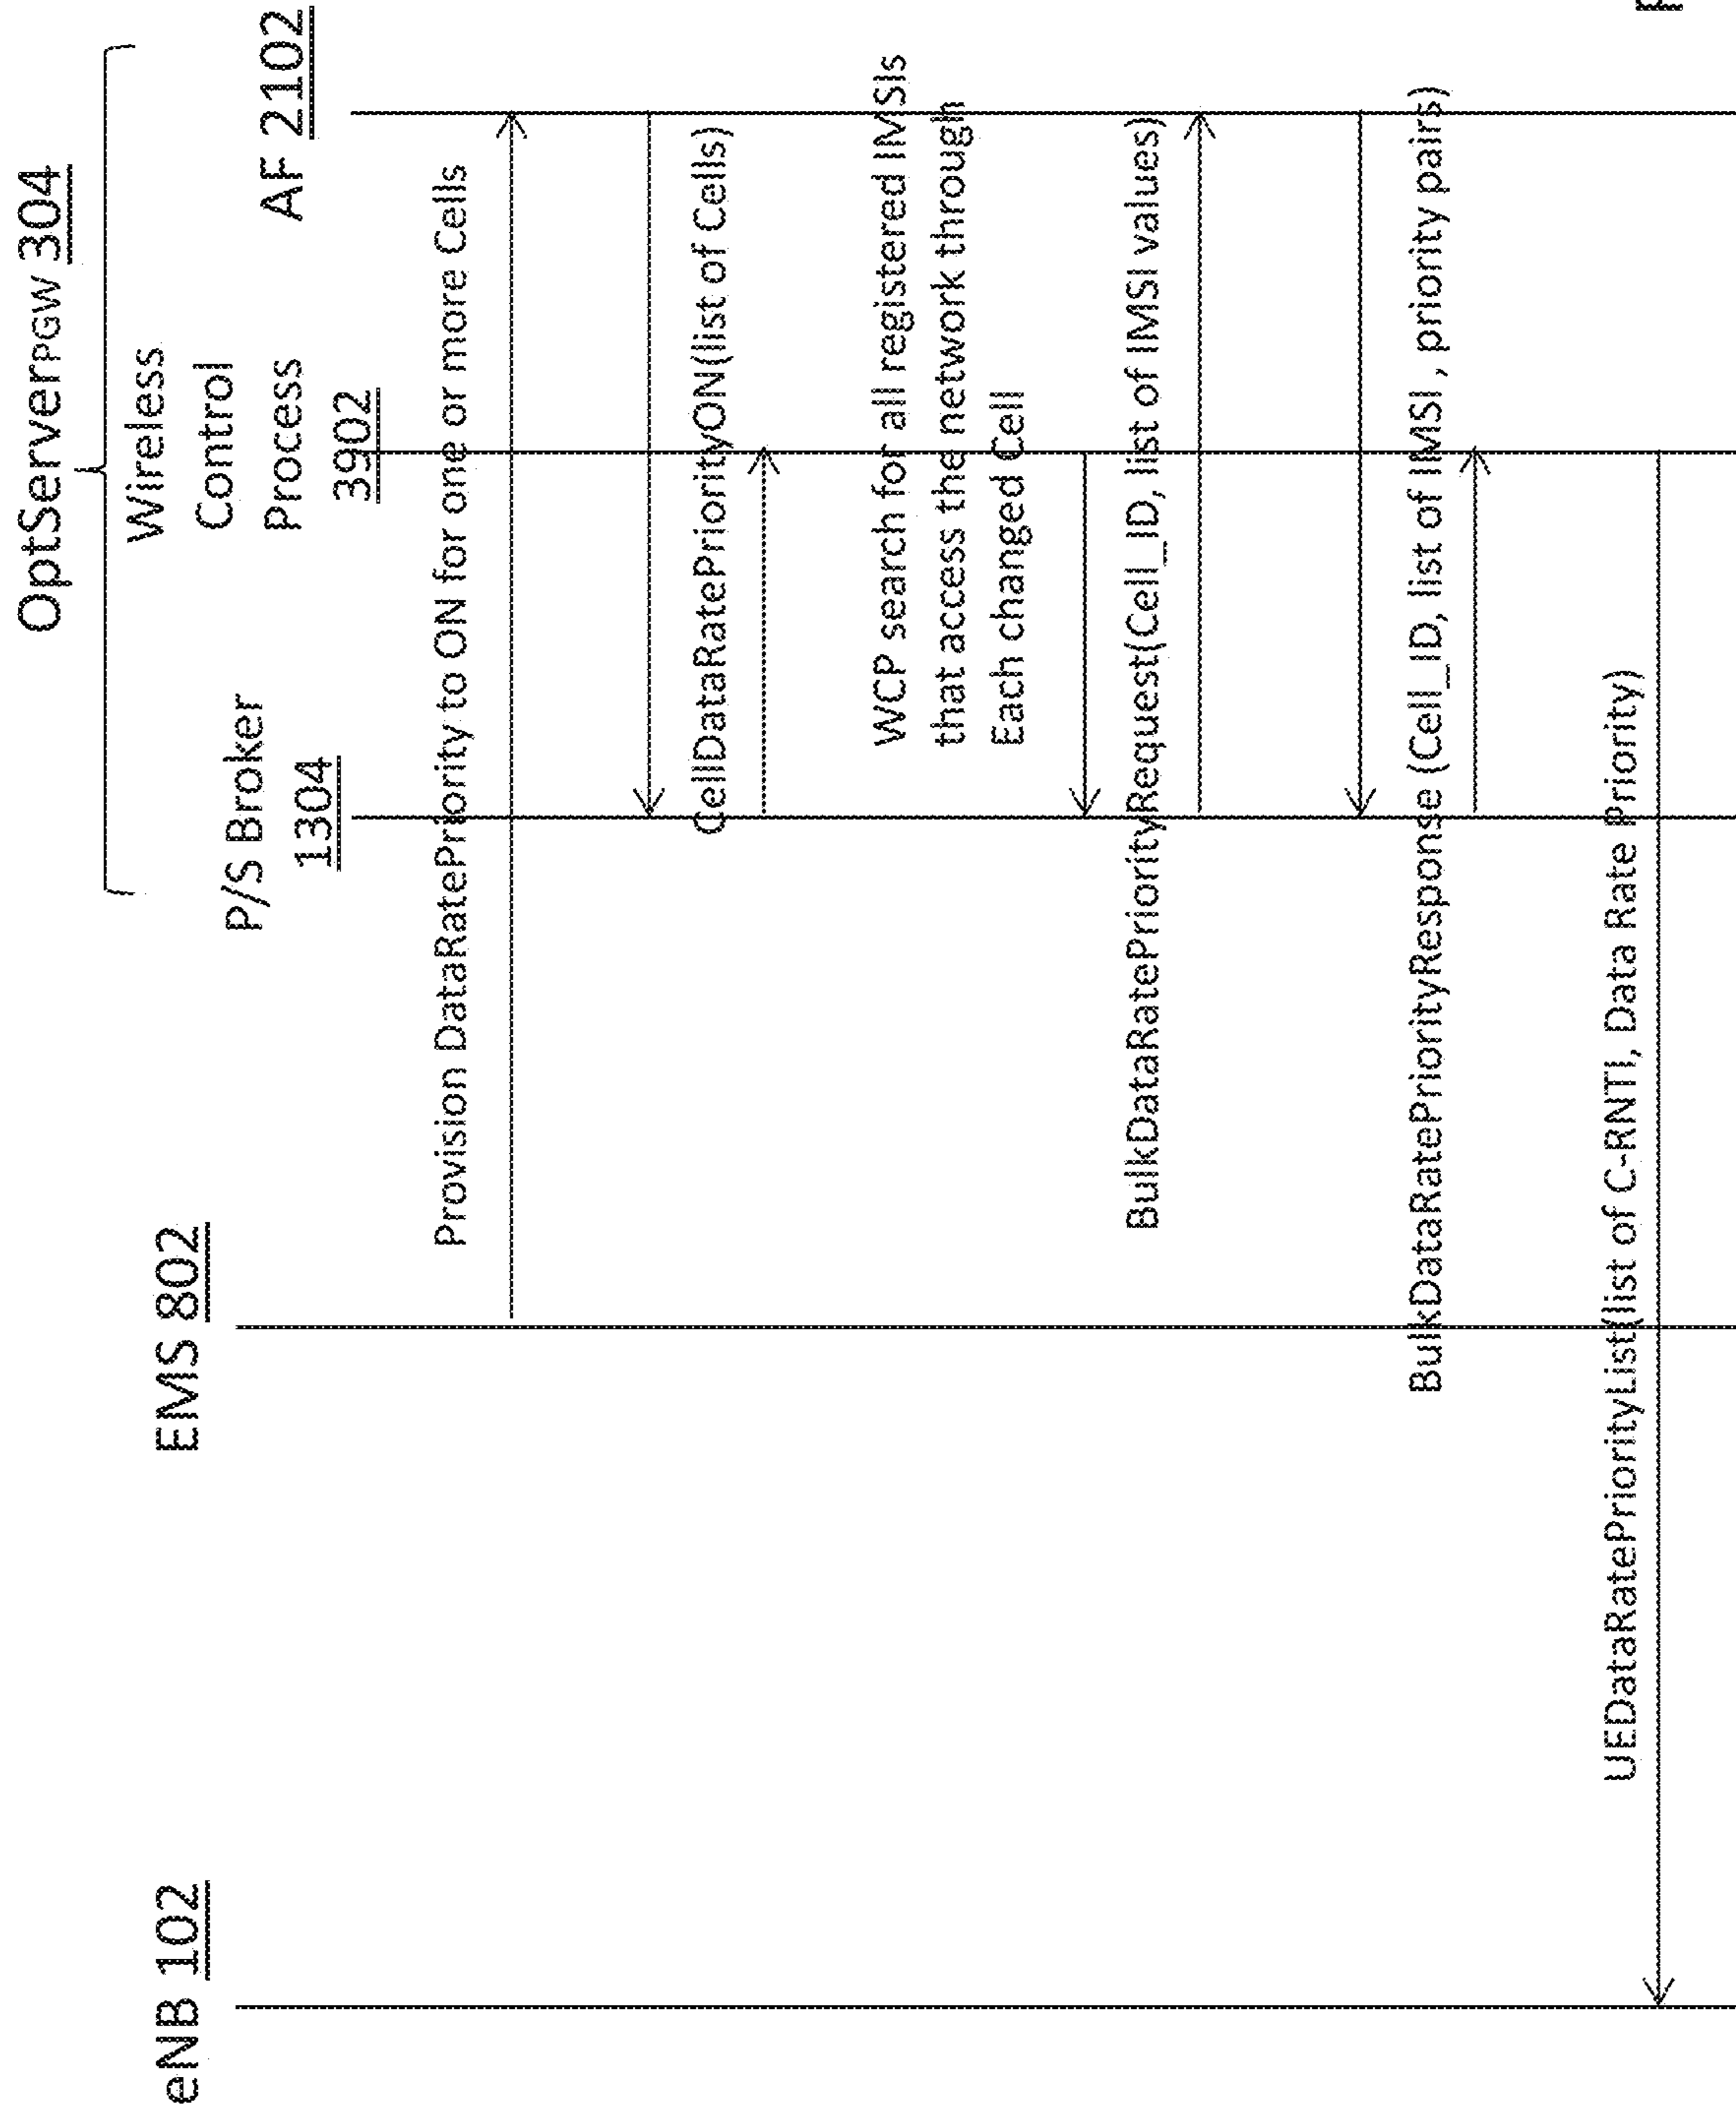 OptServerPGW 304
eNB 102
EMS 802
P/S Broker
1304
Wireless
Control
Process
3902
AF 2102
Provision DataRatePriority to ON for one or more Cells
CellDataRatePriorityON(list of Cells)
WCP search for all registered IMSIs
that access the network through
Each changed Cell
BulkDataRatePriorityRequest(Cell_ID, list of IMSI values)
BulkDataRatePriorityResponse (Cell_ID, list of IMSI , priority pairs)
UEDataRatePriorityList(list of C-RNTI, Data Rate Priority)